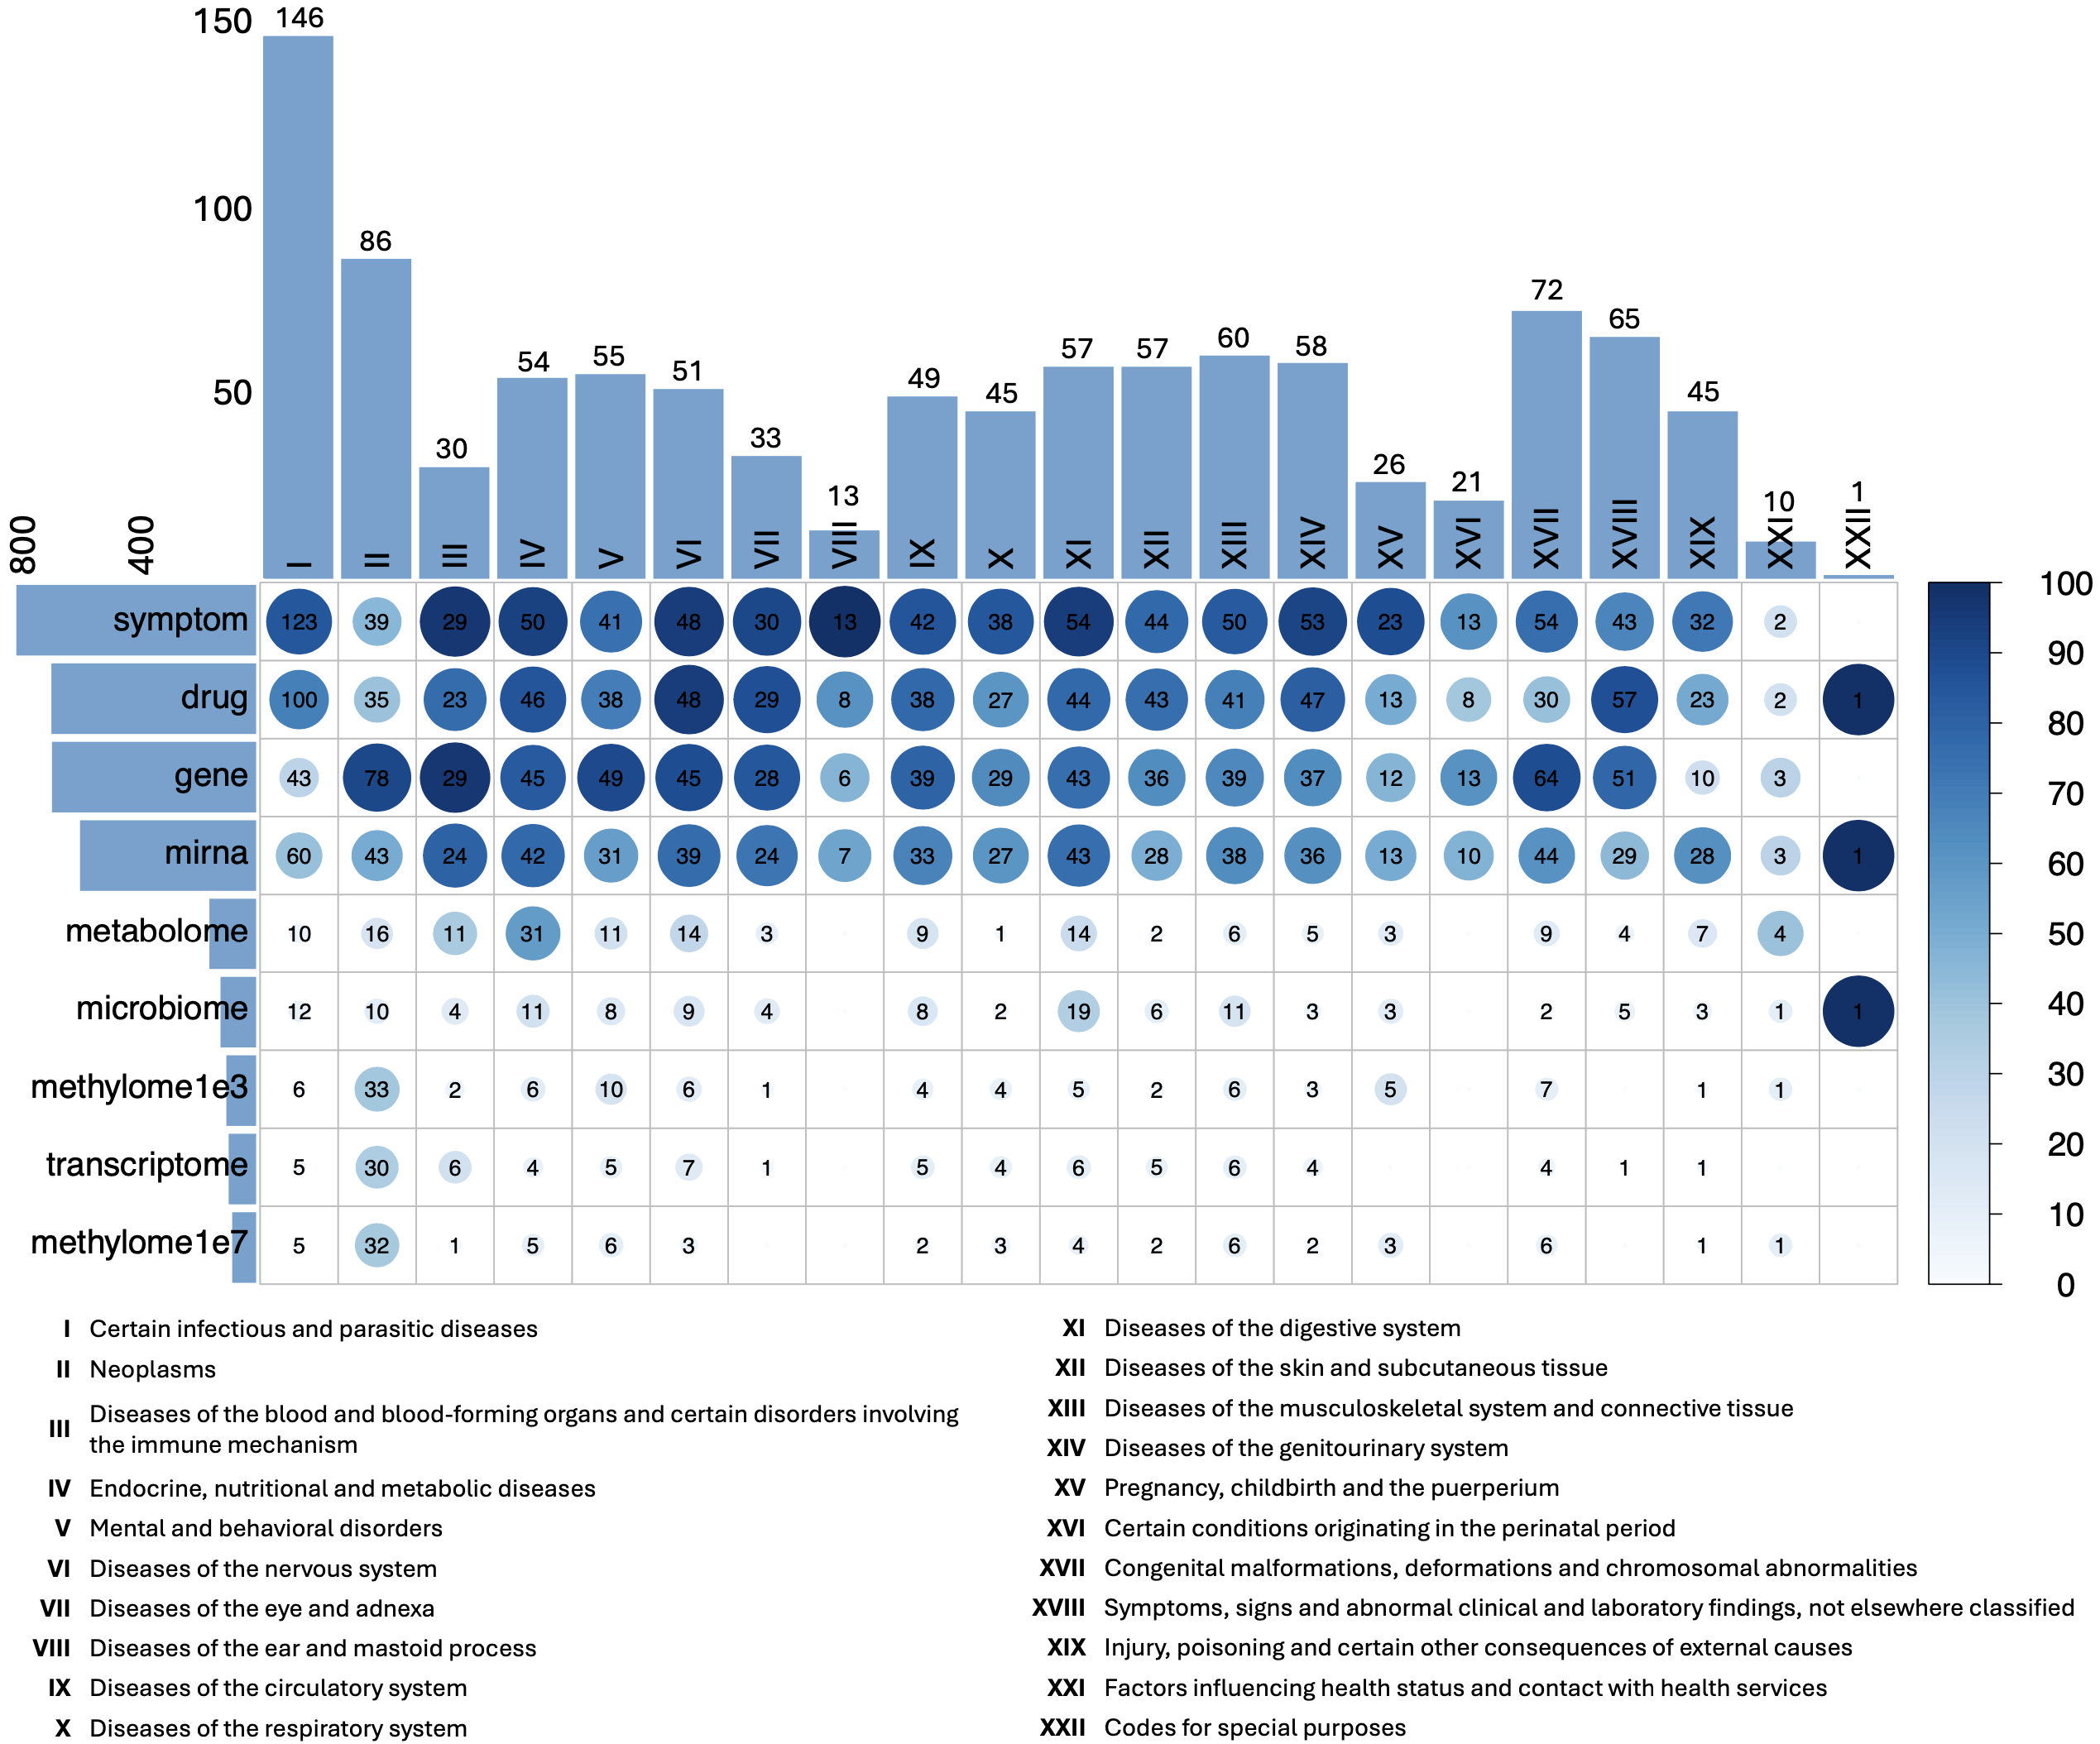 150 146
100
86
50
30
54
55
51
33
13
49
45
57
57
60
58
26
21
72
65
45
10
1
800 400
I II III IV V VI VII VIII IX X XI XII XIII XIV XV XVI XVII XVIII XIX XXI XXII
symptom 123 39 29 50 41 48 30 13 42 38 54 44 50 53 23 13 54 43 32 2
drug 100 35 23 46 38 48 29 8 38 27 44 43 41 47 13 8 30 57 23 2 1
gene 43 78 29 45 49 45 28 6 39 29 43 36 39 37 12 13 64 51 10 3
mirna 60 43 24 42 31 39 24 7 33 27 43 28 38 36 13 10 44 29 28 3 1
metabolome 10 16 11 31 11 14 3 9 1 14 2 6 5 3 9 4 7 4
microbiome 12 10 4 11 8 9 4 8 2 19 6 11 3 3 2 5 3 1 1
methylome1e3 6 33 2 6 10 6 1 4 4 5 2 6 3 5 7 1 1
transcriptome 5 30 6 4 5 7 1 5 4 6 5 6 4 4 1 1
methylome1e7 5 32 1 5 6 3 2 3 4 2 6 2 3 6 1 1
100
90
80
70
60
50
40
30
20
10
0
I Certain infectious and parasitic diseases
II Neoplasms
III Diseases of the blood and blood-forming organs and certain disorders involving
the immune mechanism
IV Endocrine, nutritional and metabolic diseases
V Mental and behavioral disorders
VI Diseases of the nervous system
VII Diseases of the eye and adnexa
VIII Diseases of the ear and mastoid process
IX Diseases of the circulatory system
X Diseases of the respiratory system
XI Diseases of the digestive system
XII Diseases of the skin and subcutaneous tissue
XIII Diseases of the musculoskeletal system and connective tissue
XIV Diseases of the genitourinary system
XV Pregnancy, childbirth and the puerperium
XVI Certain conditions originating in the perinatal period
XVII Congenital malformations, deformations and chromosomal abnormalities
XVIII Symptoms, signs and abnormal clinical and laboratory findings, not elsewhere classified
XIX Injury, poisoning and certain other consequences of external causes
XXI Factors influencing health status and contact with health services
XXII Codes for special purposes